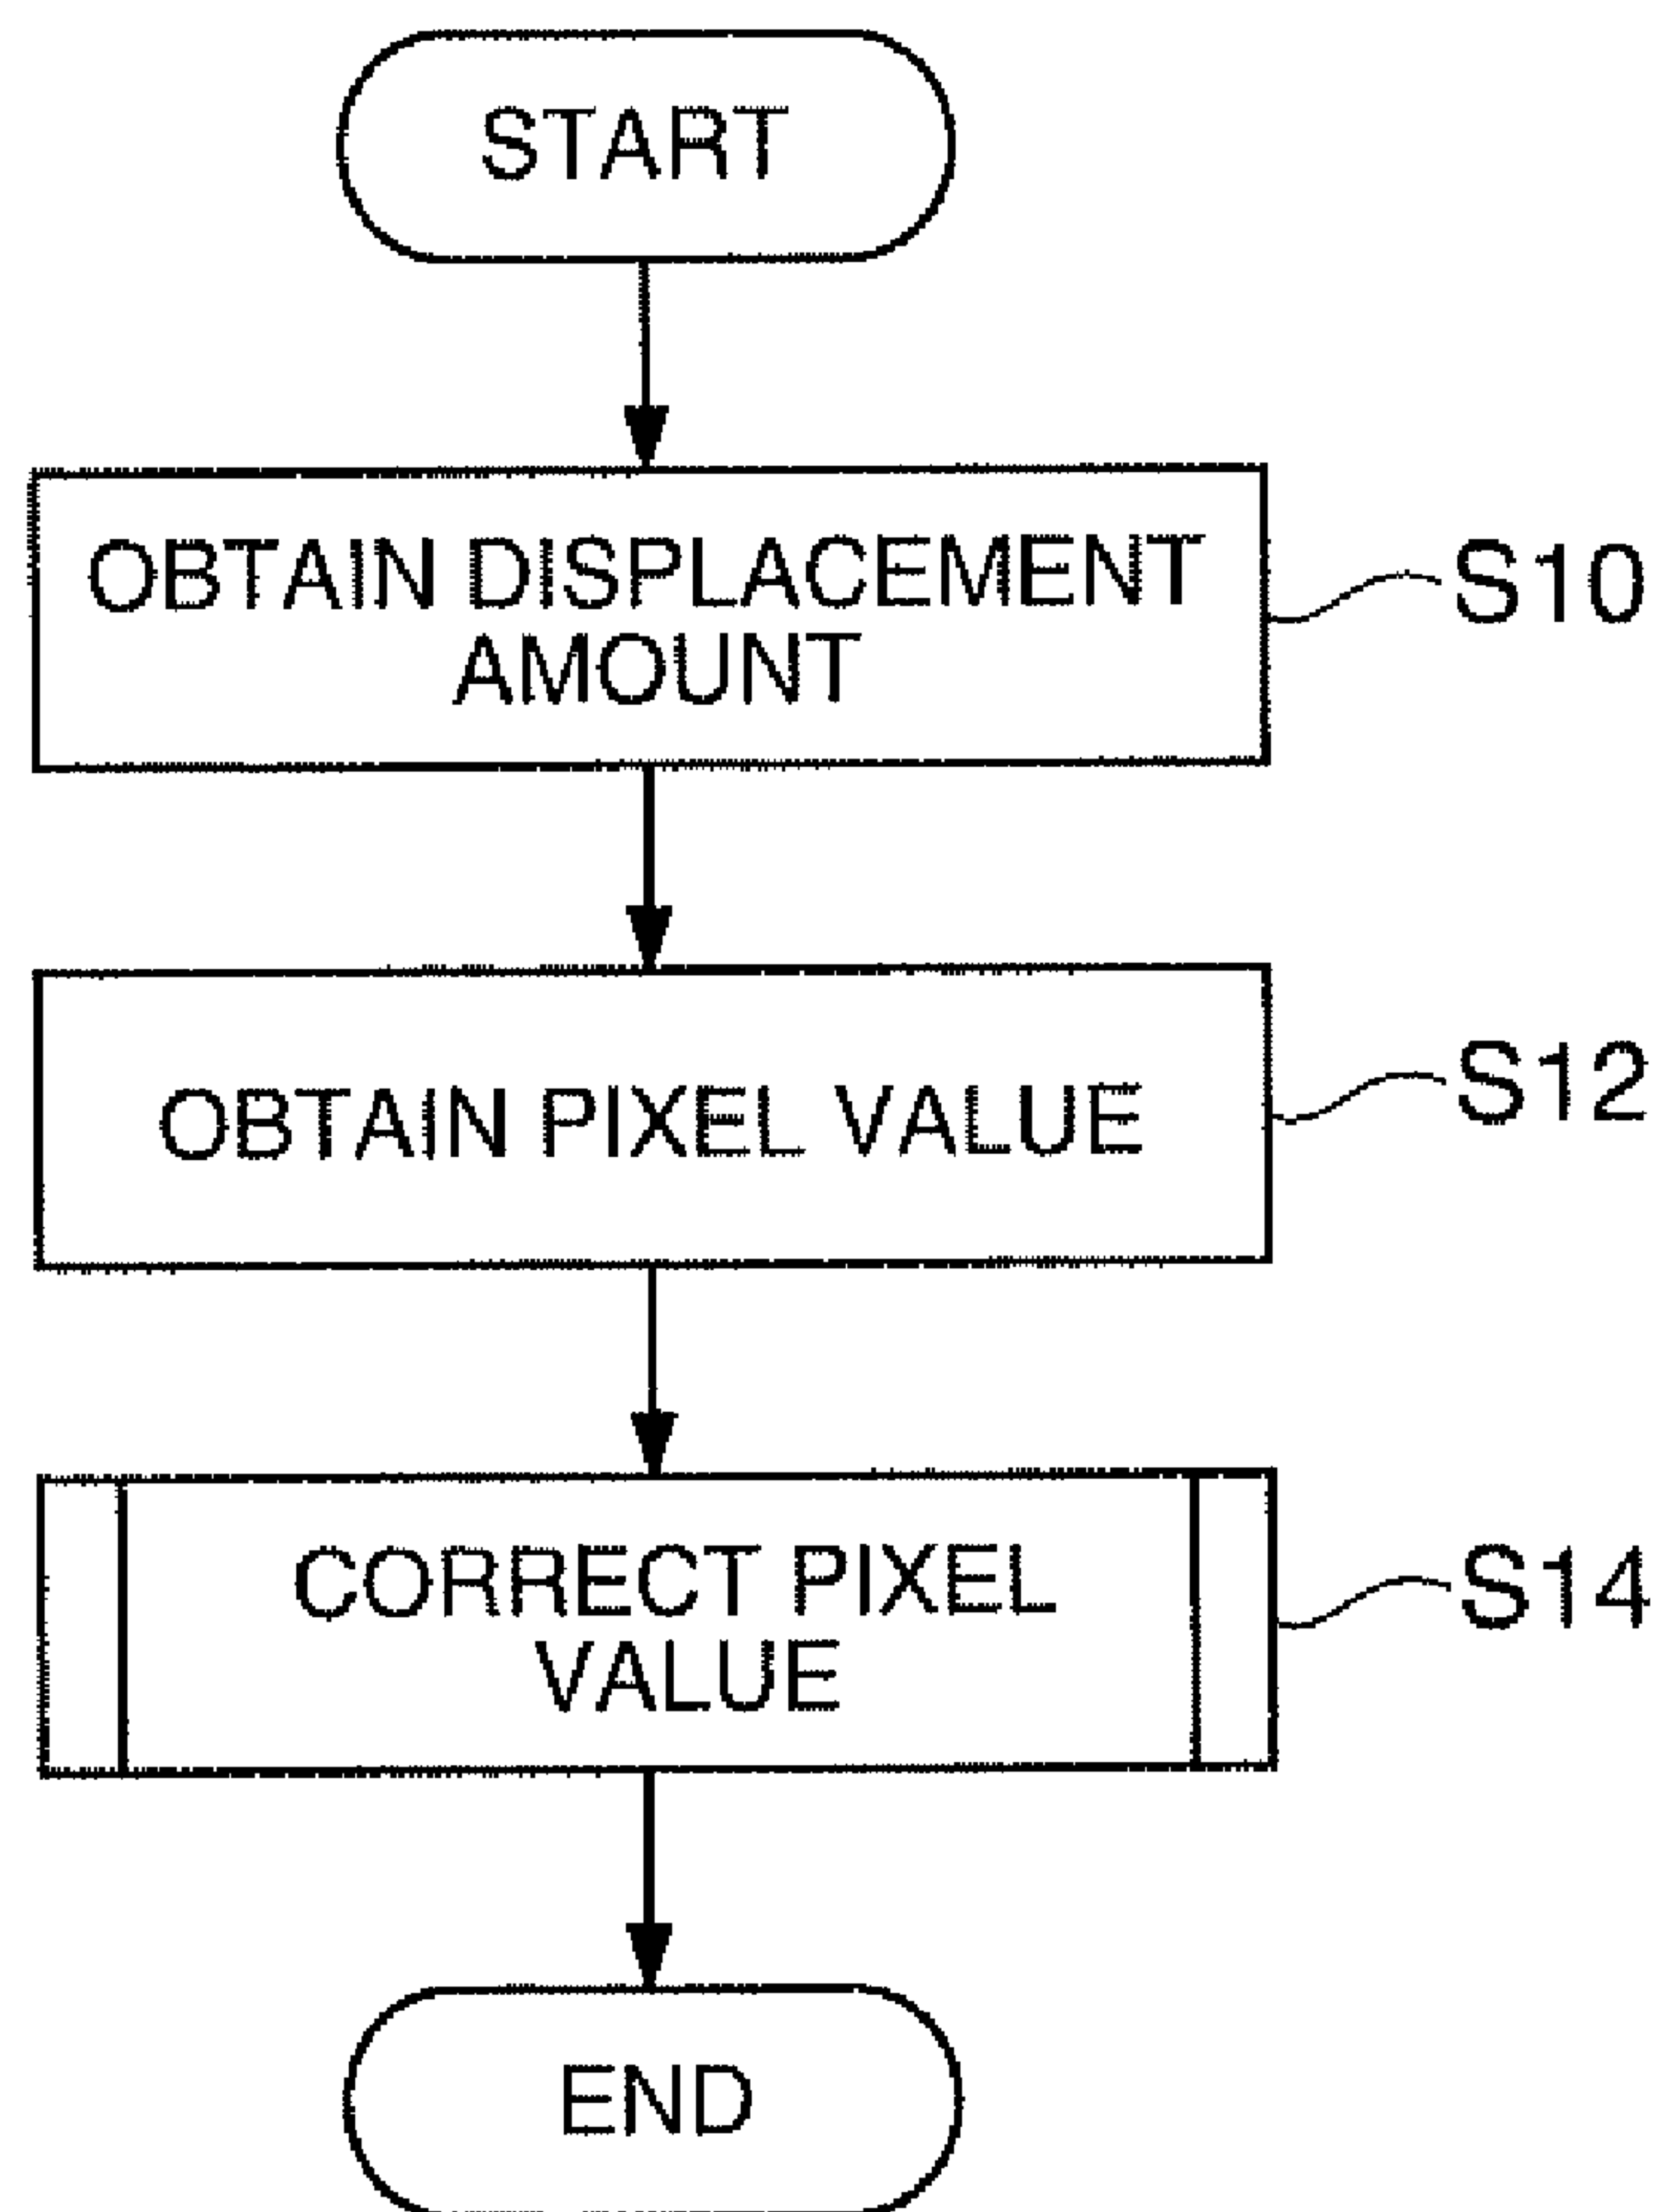 START
OBTAIN DISPLACEMENT
AMOUNT
S10
OBTAIN PIXEL VALUE
S12
CORRECT PIXEL
VALUE
S14
END